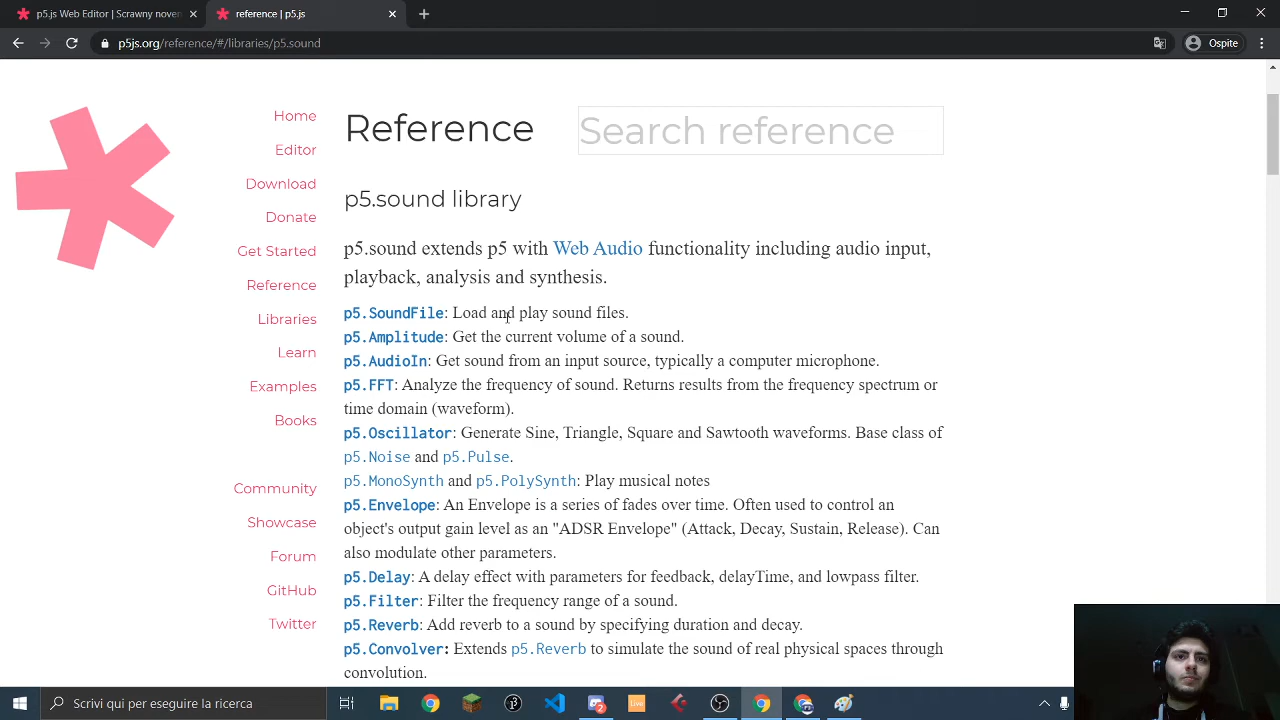 p5.js Web Editor | Scrawny nover
reference | p5.js
p5js.org/reference/#/libraries/p5.sound
Ospite
Home
Editor
Download
Donate
Get Started
Reference
Libraries
Learn
Examples
Books
Community
Showcase
Forum
GitHub
Twitter
Reference
Search reference
p5.sound library
p5.sound extends p5 with Web Audio functionality including audio input,
playback, analysis and synthesis.
p5.SoundFile: Load and play sound files.
p5.Amplitude: Get the current volume of a sound.
p5.AudioIn: Get sound from an input source, typically a computer microphone.
p5.FFT: Analyze the frequency of sound. Returns results from the frequency spectrum or
time domain (waveform).
p5.Oscillator: Generate Sine, Triangle, Square and Sawtooth waveforms. Base class of
p5.Noise and p5.Pulse.
p5.MonoSynth and p5.PolySynth: Play musical notes
p5.Envelope: An Envelope is a series of fades over time. Often used to control an
object's output gain level as an "ADSR Envelope" (Attack, Decay, Sustain, Release). Can
also modulate other parameters.
p5.Delay: A delay effect with parameters for feedback, delayTime, and lowpass filter.
p5.Filter: Filter the frequency range of a sound.
p5.Reverb: Add reverb to a sound by specifying duration and decay.
p5.Convolver: Extends p5.Reverb to simulate the sound of real physical spaces through
convolution.
Scrivi qui per eseguire la ricerca
Live